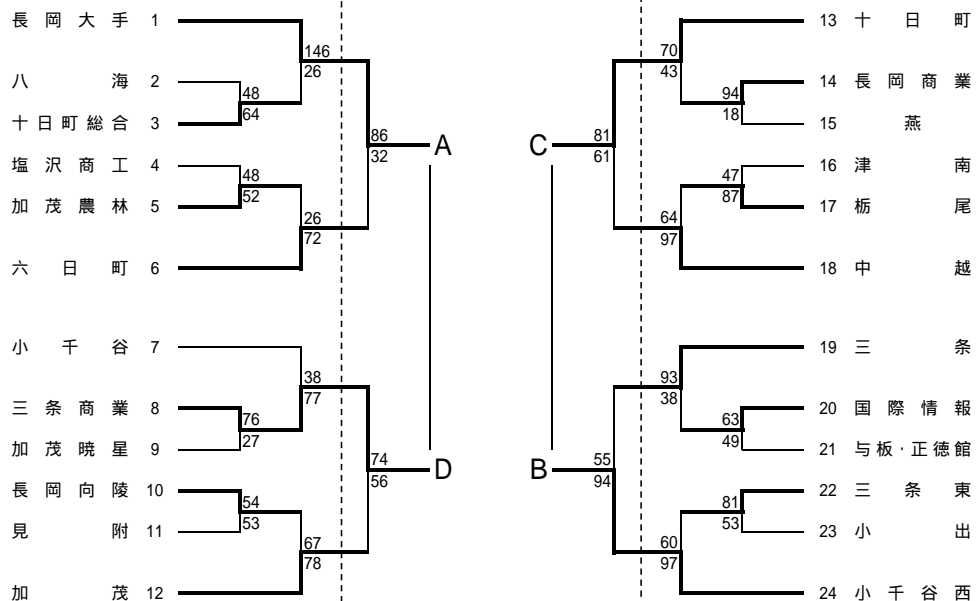 長岡大手 1
146
26
八海 2
48
64
十日町総合 3
86
32
A
塩沢商工 4
48
52
加茂農林 5
26
72
六日町 6
小千谷 7
38
77
三条商業 8
76
27
加茂暁星 9
74
56
D
長岡向陵 10
54
53
見附 11
67
78
加茂 12
13 十日町
70
43
14 長岡商業
94
18
15 燕
C
81
61
16 津南
47
87
17 栃尾
64
97
18 中越
19 三条
93
38
20 国際情報
63
49
21 与板・正徳館
B
55
94
22 三条東
81
53
23 小出
60
97
24 小千谷西